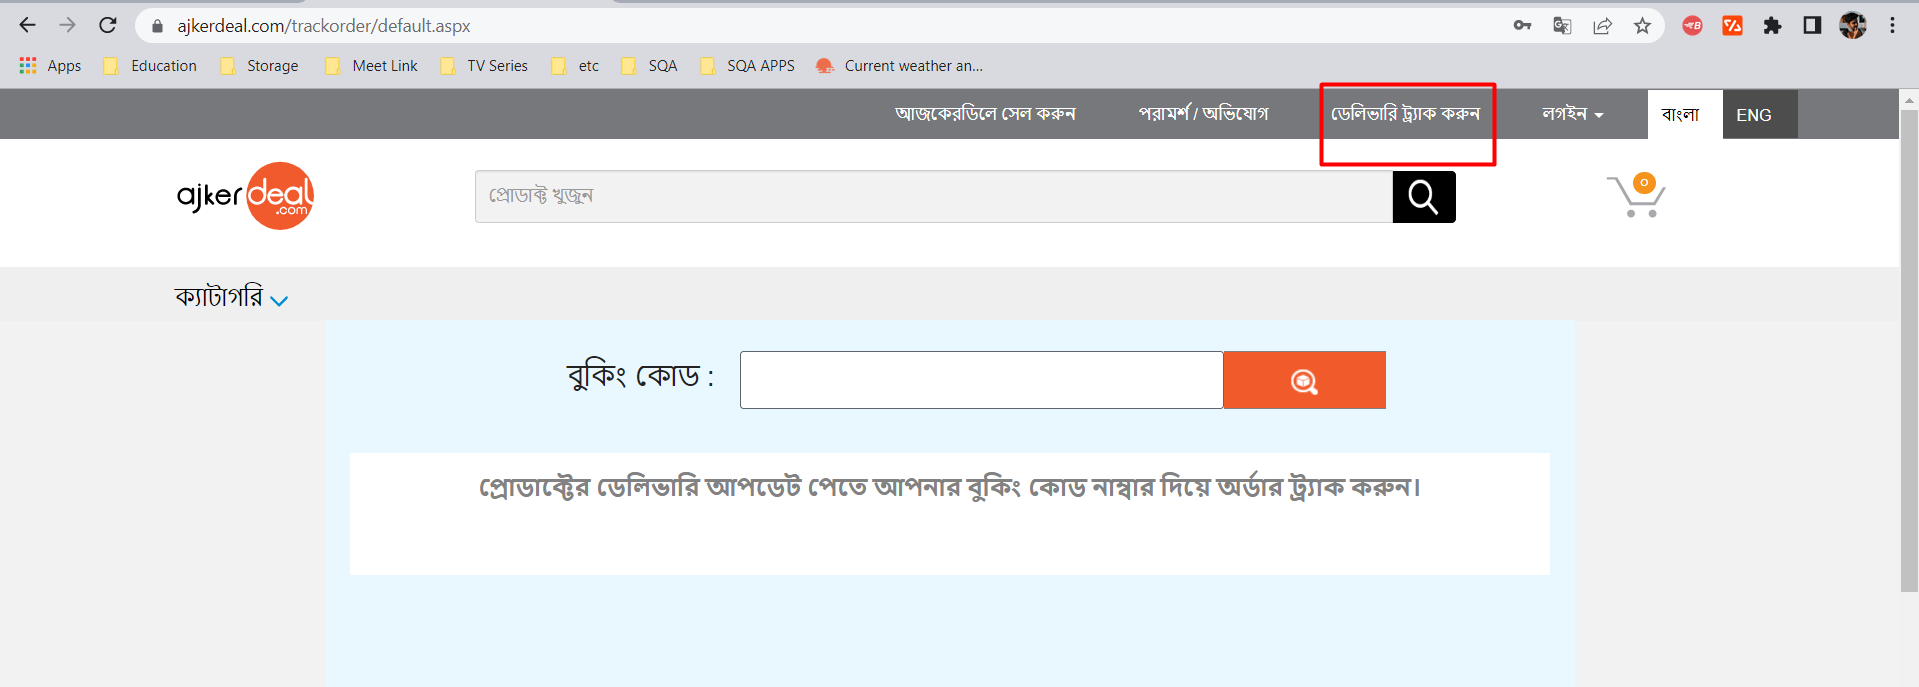 ajkerdeal.com/trackorder/default.aspx
Apps Education Storage Meet Link TV Series etc SQA SQA APPS Current weather an...
আজকেরডিলে সেল করুন পরামর্শ / অভিযোগ ডেলিভারি ট্র্যাক করুন লগইন বাংলা ENG
ajkerdeal.com প্রোডাক্ট খুজুন 0
ক্যাটাগরি
বুকিং কোড :
প্রোডাক্টের ডেলিভারি আপডেট পেতে আপনার বুকিং কোড নাম্বার দিয়ে অর্ডার ট্র্যাক করুন।